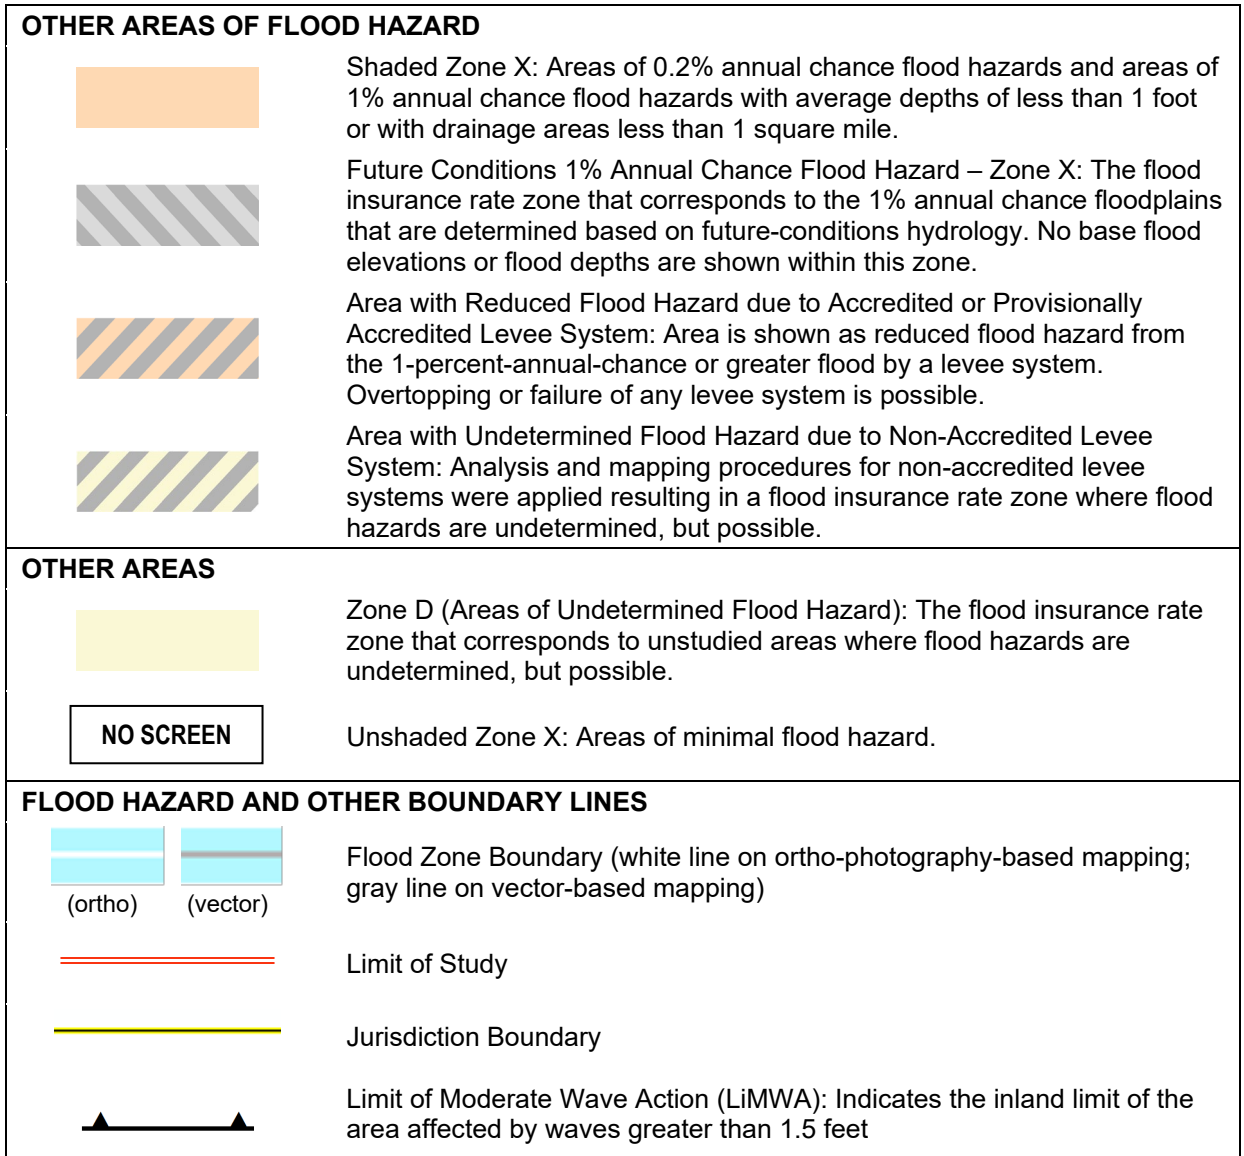 OTHER AREAS OF FLOOD HAZARD
Shaded Zone X: Areas of 0.2% annual chance flood hazards and areas of
1% annual chance flood hazards with average depths of less than 1 foot
or with drainage areas less than 1 square mile.
Future Conditions 1% Annual Chance Flood Hazard – Zone X: The flood
insurance rate zone that corresponds to the 1% annual chance floodplains
that are determined based on future-conditions hydrology. No base flood
elevations or flood depths are shown within this zone.
Area with Reduced Flood Hazard due to Accredited or Provisionally
Accredited Levee System: Area is shown as reduced flood hazard from
the 1-percent-annual-chance or greater flood by a levee system.
Overtopping or failure of any levee system is possible.
Area with Undetermined Flood Hazard due to Non-Accredited Levee
System: Analysis and mapping procedures for non-accredited levee
systems were applied resulting in a flood insurance rate zone where flood
hazards are undetermined, but possible.
OTHER AREAS
Zone D (Areas of Undetermined Flood Hazard): The flood insurance rate
zone that corresponds to unstudied areas where flood hazards are
undetermined, but possible.
NO SCREEN
Unshaded Zone X: Areas of minimal flood hazard.
FLOOD HAZARD AND OTHER BOUNDARY LINES
(ortho) (vector)
Flood Zone Boundary (white line on ortho-photography-based mapping;
gray line on vector-based mapping)
Limit of Study
Jurisdiction Boundary
Limit of Moderate Wave Action (LiMWA): Indicates the inland limit of the
area affected by waves greater than 1.5 feet